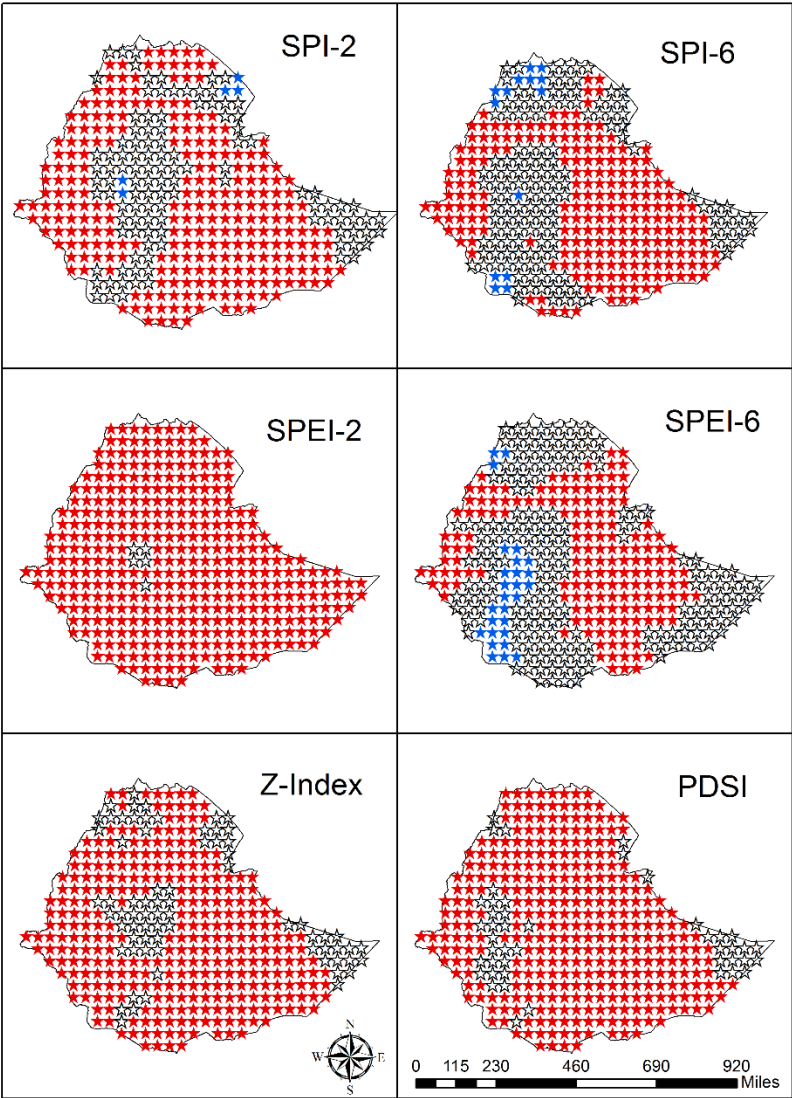 SPI-2
SPI-6
SPEI-2
SPEI-6
Z-Index
PDSI
N
W E
S
0 115 230 460 690 920
Miles